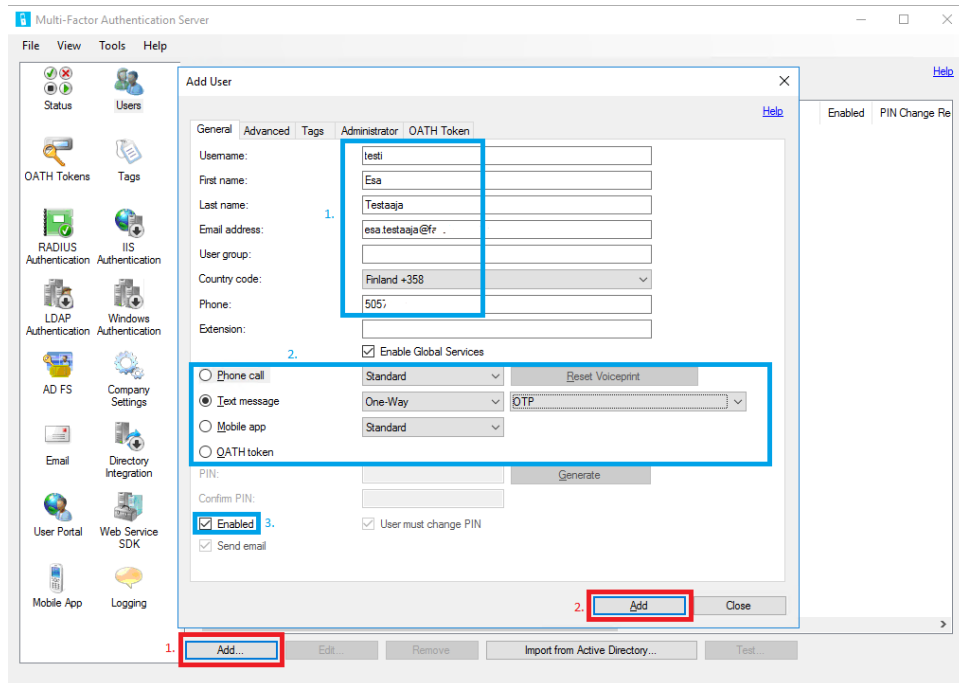 Multi-Factor Authentication Server
File View Tools Help
Help
Status
Users
OATH Tokens
Tags
RADIUS Authentication
IIS Authentication
LDAP Authentication
Windows Authentication
AD FS
Company Settings
Email
Directory Integration
User Portal
Web Service SDK
Mobile App
Logging
Enabled PIN Change Re
Add User
Help
General Advanced Tags Administrator OATH Token
Username: testi
First name: Esa
Last name: Testaaja
1.
Email address: esa.testaaja@
User group:
Country code: Finland +358
Phone: 505
Extension:
Enable Global Services
2.
Phone call Standard Reset Voiceprint
Text message One-Way OTP
Mobile app Standard
OATH token
PIN: Generate
Confirm PIN:
Enabled 3. User must change PIN
Send email
2. Add Close
1. Add... Edit... Remove Import from Active Directory... Test...